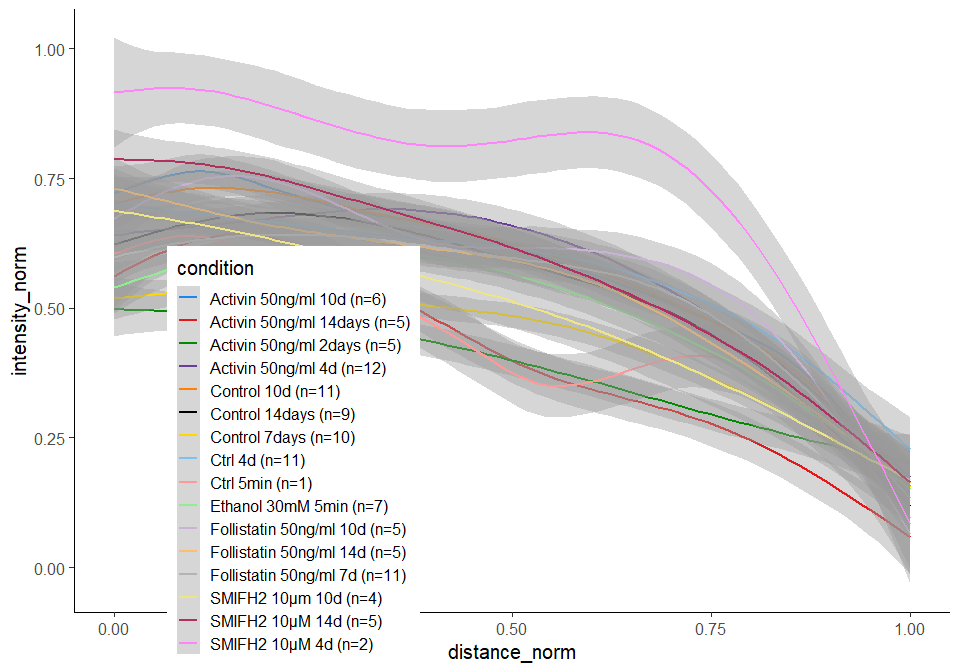 1.00
0.75
0.50
0.25
0.00
intensity_norm
condition
Activin 50ng/ml 10d (n=6)
Activin 50ng/ml 14days (n=5)
Activin 50ng/ml 2days (n=5)
Activin 50ng/ml 4d (n=12)
Control 10d (n=11)
Control 14days (n=9)
Control 7days (n=10)
Ctrl 4d (n=11)
Ctrl 5min (n=1)
Ethanol 30mM 5min (n=7)
Follistatin 50ng/ml 10d (n=5)
Follistatin 50ng/ml 14d (n=5)
Follistatin 50ng/ml 7d (n=11)
SMIFH2 10µm 10d (n=4)
SMIFH2 10µM 14d (n=5)
SMIFH2 10µM 4d (n=2)
0.00 0.50 0.75 1.00
distance_norm